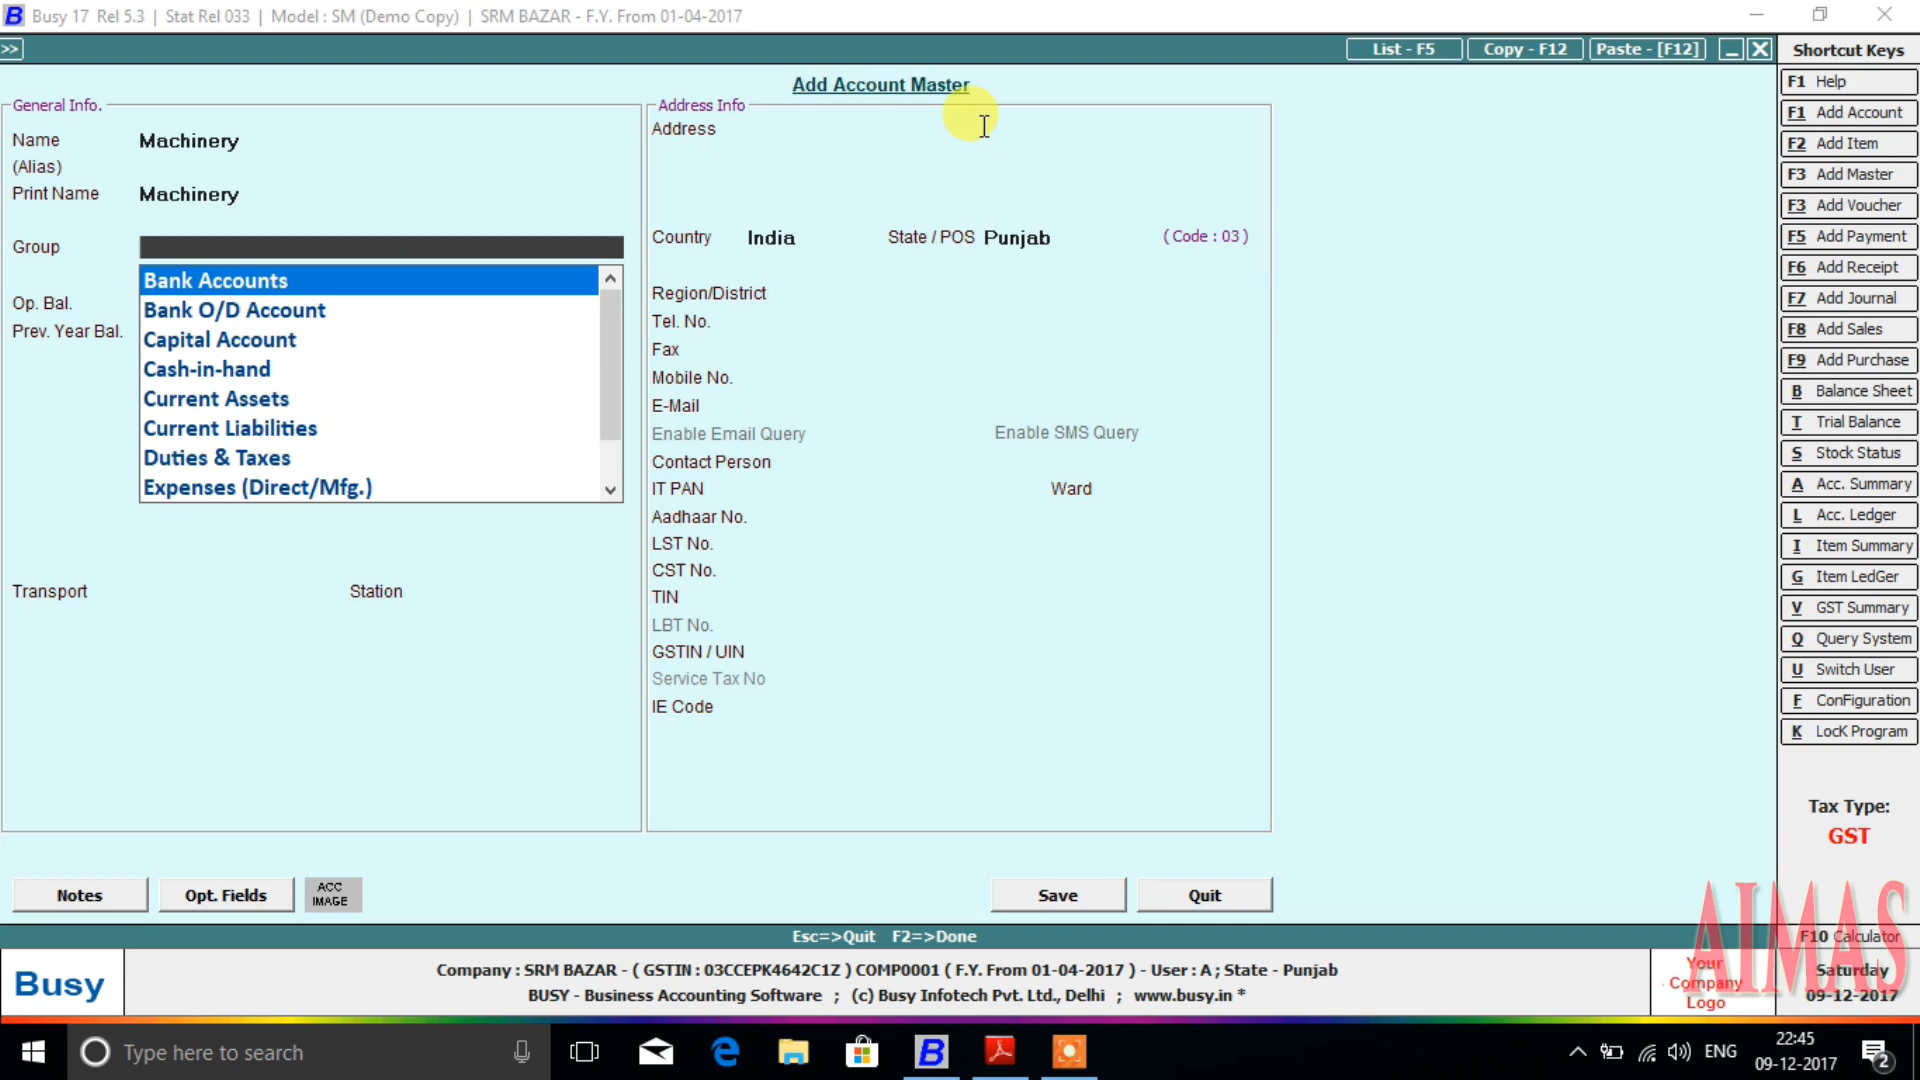 Busy 17 Rel 5.3 | Stat Rel 033 | Model : SM (Demo Copy) | SRM BAZAR - F.Y. From 01-04-2017
>>
List - F5
Copy - F12
Paste - [F12]
Shortcut Keys
Add Account Master
General Info.
Name Machinery
(Alias)
Print Name Machinery
Group
Bank Accounts
Bank O/D Account
Capital Account
Cash-in-hand
Current Assets
Current Liabilities
Duties & Taxes
Expenses (Direct/Mfg.)
Op. Bal.
Prev. Year Bal.
Transport
Station
Address Info
Address
Country India State / POS Punjab ( Code : 03 )
Region/District
Tel. No.
Fax
Mobile No.
E-Mail
Enable Email Query Enable SMS Query
Contact Person
IT PAN Ward
Aadhaar No.
LST No.
CST No.
TIN
LBT No.
GSTIN / UIN
Service Tax No
IE Code
F1 Help
F1 Add Account
F2 Add Item
F3 Add Master
F3 Add Voucher
F5 Add Payment
F6 Add Receipt
F7 Add Journal
F8 Add Sales
F9 Add Purchase
B Balance Sheet
T Trial Balance
S Stock Status
A Acc. Summary
L Acc. Ledger
I Item Summary
G Item LedGer
V GST Summary
Q Query System
U Switch User
F ConFiguration
K LocK Program
Tax Type:
GST
AIMAS
Notes
Opt. Fields
ACC
IMAGE
Save
Quit
Esc=>Quit F2=>Done
F10 Calculator
Busy
Company : SRM BAZAR - ( GSTIN : 03CCEPK4642C1Z ) COMP0001 ( F.Y. From 01-04-2017 ) - User : A ; State - Punjab
BUSY - Business Accounting Software ; (c) Busy Infotech Pvt. Ltd., Delhi ; www.busy.in *
Your
Company
Logo
Saturday
09-12-2017
Type here to search
ENG
22:45
09-12-2017
2